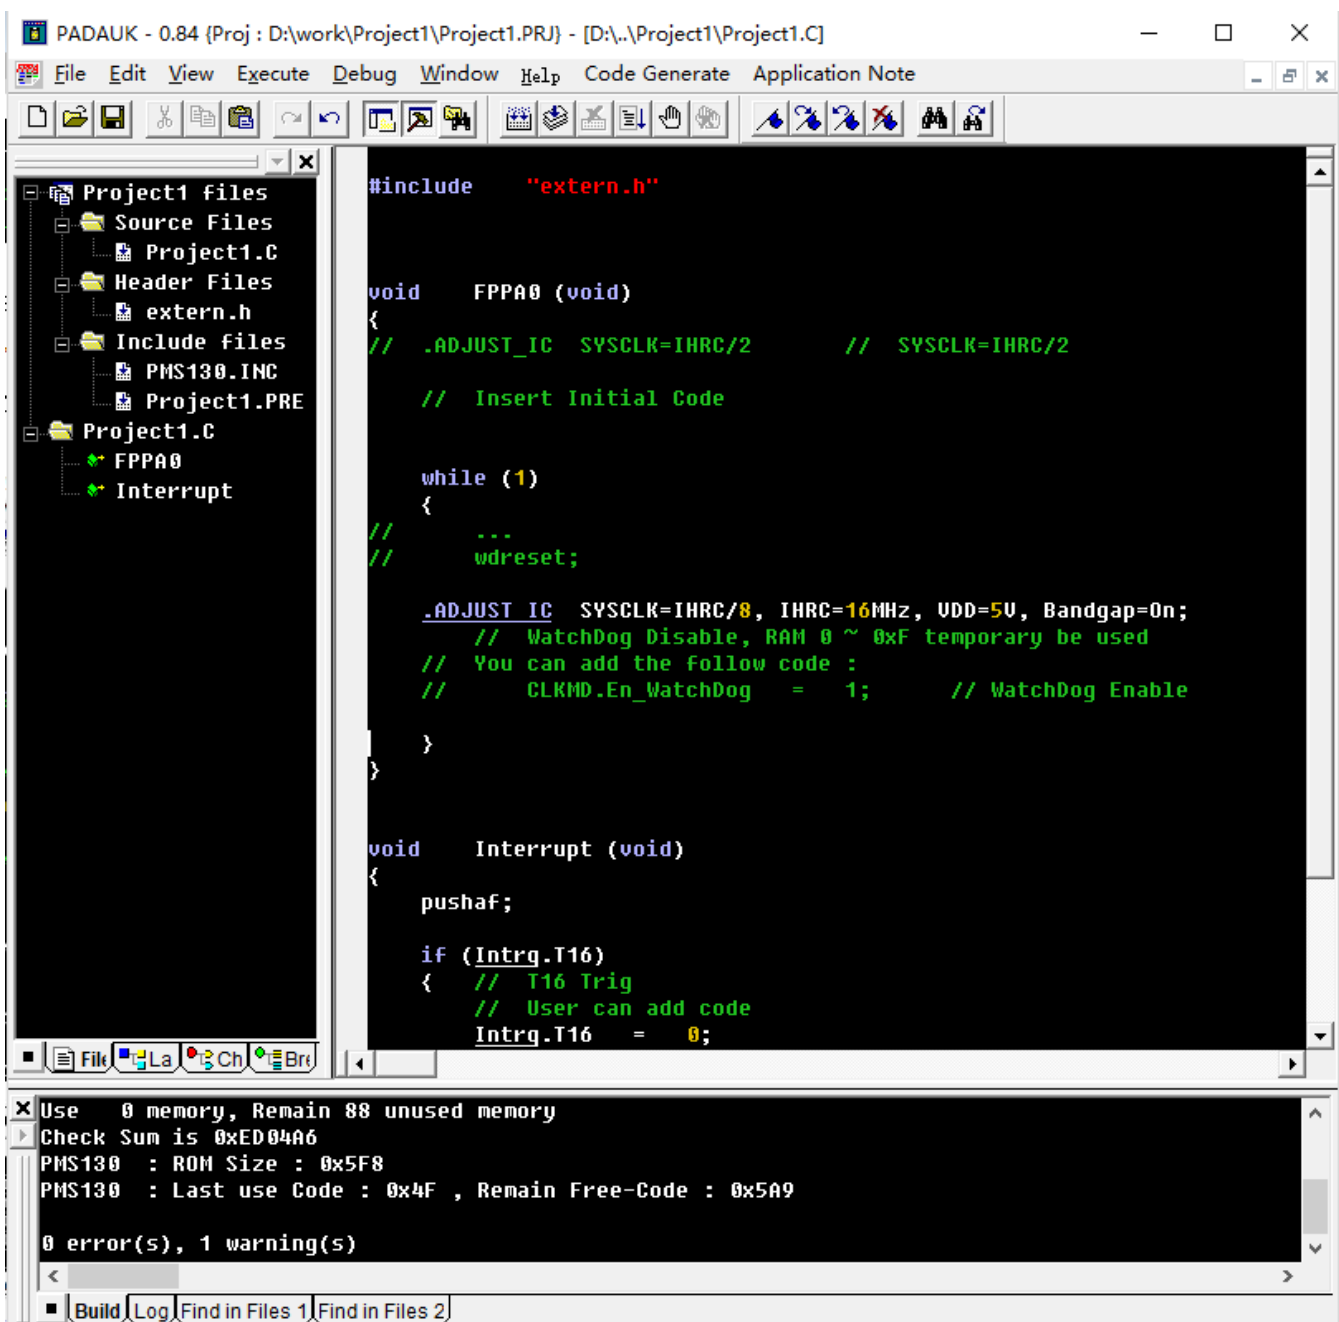 PADAUK - 0.84 {Proj : D:\work\Project1\Project1.PRJ} - [D:\..\Project1\Project1.C]
File Edit View Execute Debug Window Help Code Generate Application Note
Project1 files
Source Files
Project1.C
Header Files
extern.h
Include files
PMS130.INC
Project1.PRE
Project1.C
FPPA0
Interrupt
File La Ch Bre
#include "extern.h"
void FPPA0 (void)
{
// .ADJUST_IC SYSCLK=IHRC/2 // SYSCLK=IHRC/2
// Insert Initial Code
while (1)
{
// ...
// wdreset;
.ADJUST_IC SYSCLK=IHRC/8, IHRC=16MHz, VDD=5V, Bandgap=On;
// WatchDog Disable, RAM 0 ~ 0xF temporary be used
// You can add the follow code :
// CLKMD.En_WatchDog = 1; // WatchDog Enable
}
}
void Interrupt (void)
{
pushaf;
if (Intrq.T16)
{ // T16 Trig
// User can add code
Intrq.T16 = 0;
Use 0 memory, Remain 88 unused memory
Check Sum is 0xED04A6
PMS130 : ROM Size : 0x5F8
PMS130 : Last use Code : 0x4F , Remain Free-Code : 0x5A9
0 error(s), 1 warning(s)
Build Log Find in Files 1 Find in Files 2